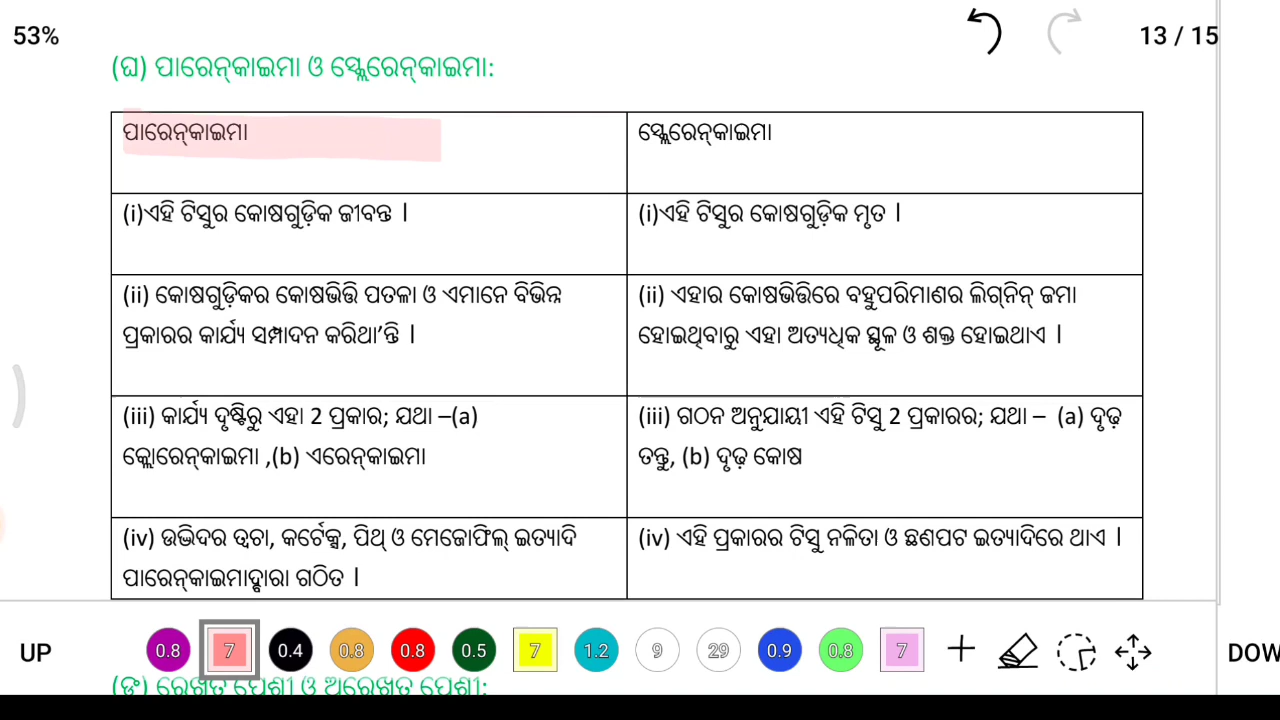 53%
13 / 15
(ଘ) ପାରେନ୍‌କାଇମା ଓ ସ୍କ୍ଲେରେନ୍‌କାଇମା:
ପାରେନ୍‌କାଇମା
ସ୍କ୍ଲେରେନ୍‌କାଇମା
(i)ଏହି ଟିସୁର କୋଷଗୁଡ଼ିକ ଜୀବନ୍ତ ।
(i)ଏହି ଟିସୁର କୋଷଗୁଡ଼ିକ ମୃତ ।
(ii) କୋଷଗୁଡ଼ିକର କୋଷଭିତ୍ତି ପତଳା ଓ ଏମାନେ ବିଭିନ୍ନ
ପ୍ରକାରର କାର୍ଯ୍ୟ ସମ୍ପାଦନ କରିଥା’ନ୍ତି ।
(ii) ଏହାର କୋଷଭିତ୍ତିରେ ବହୁପରିମାଣର ଲିଗ୍‌ନିନ୍ ଜମା
ହୋଇଥିବାରୁ ଏହା ଅତ୍ୟଧିକ ସ୍ଥୂଳ ଓ ଶକ୍ତ ହୋଇଥାଏ ।
(iii) କାର୍ଯ୍ୟ ଦୃଷ୍ଟିରୁ ଏହା 2 ପ୍ରକାର; ଯଥା –(a)
କ୍ଲୋରେନ୍‌କାଇମା ,(b) ଏରେନ୍‌କାଇମା
(iii) ଗଠନ ଅନୁଯାୟୀ ଏହି ଟିସୁ 2 ପ୍ରକାରର; ଯଥା – (a) ଦୃଢ଼
ତନ୍ତୁ, (b) ଦୃଢ଼ କୋଷ
(iv) ଉଦ୍ଭିଦର ତ୍ୱଚା, କର୍ଟେକ୍ସ, ପିଥ୍ ଓ ମେଜୋଫିଲ୍ ଇତ୍ୟାଦି
ପାରେନ୍‌କାଇମାଦ୍ବାରା ଗଠିତ ।
(iv) ଏହି ପ୍ରକାରର ଟିସୁ ନଳିତା ଓ ଛଣପଟ ଇତ୍ୟାଦିରେ ଥାଏ ।
UP
0.8 7 0.4 0.8 0.8 0.5 7 1.2 9 29 0.9 0.8 7
DOW
(ଙ) ରେଖିତ ପେଶୀ ଓ ଅରେଖିତ ପେଶୀ: